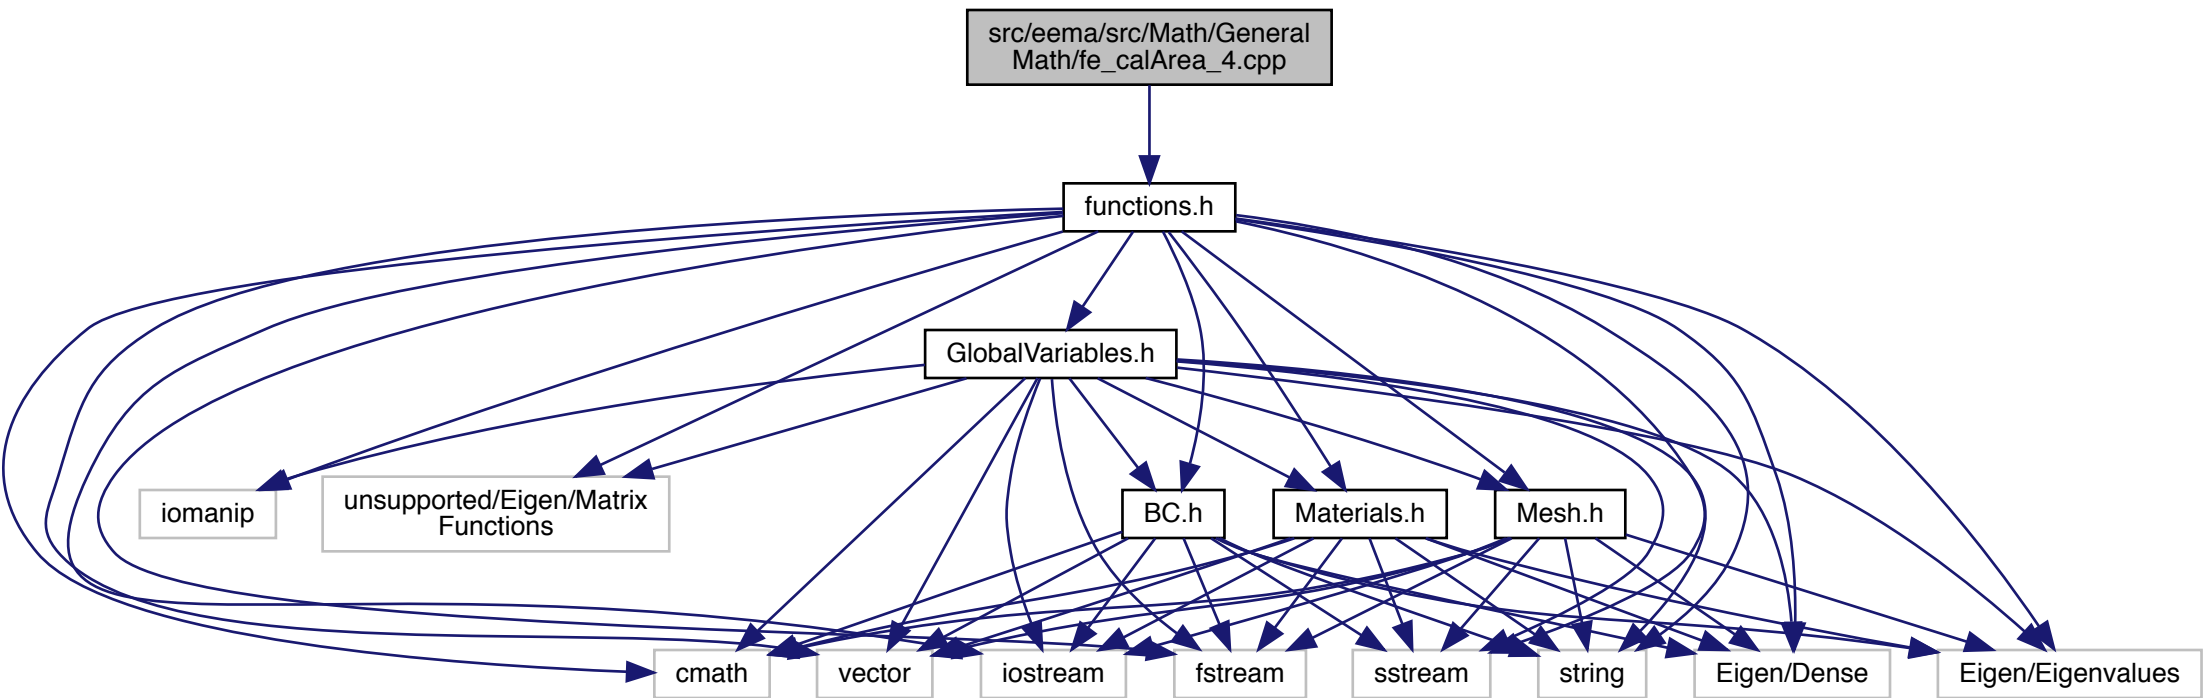 src/eema/src/Math/General
Math/fe_calArea_4.cpp
functions.h
GlobalVariables.h
iomanip
unsupported/Eigen/Matrix
Functions
BC.h
Materials.h
Mesh.h
cmath
vector
iostream
fstream
sstream
string
Eigen/Dense
Eigen/Eigenvalues